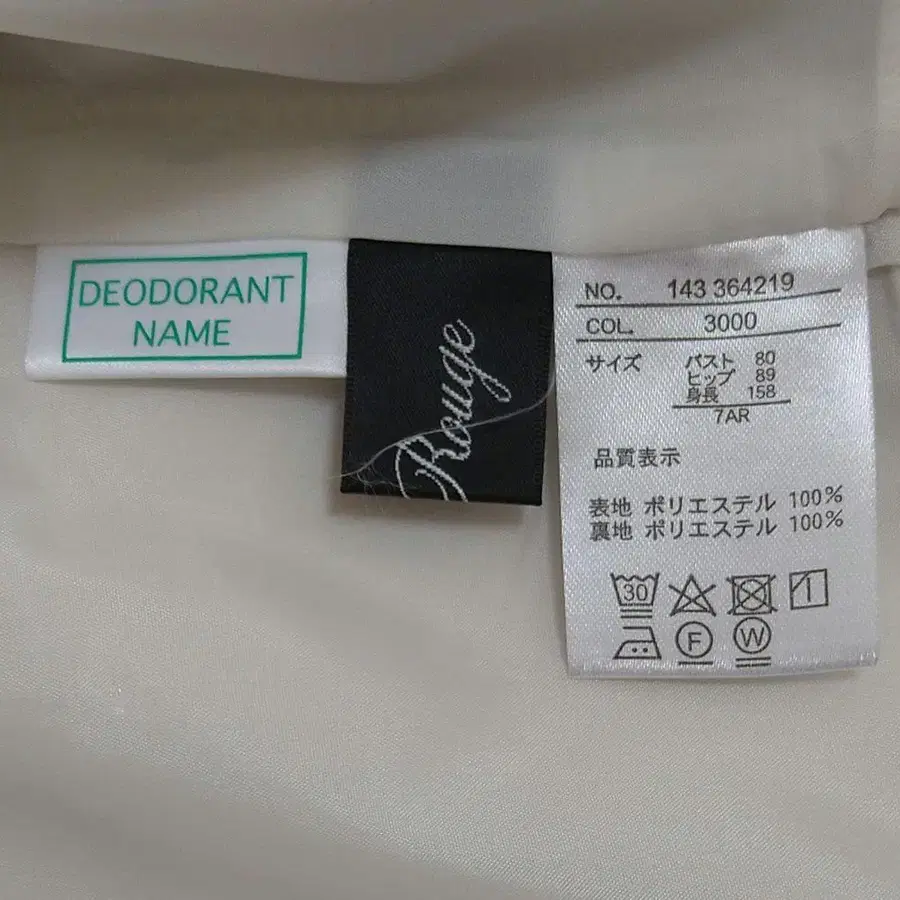 DEODORANT
NAME
Rouge
NO. 143 364219
COL. 3000
サイズ バスト 80
ヒップ 89
身長 158
7AR
品質表示
表地 ポリエステル 100%
裏地 ポリエステル 100%
30
F W